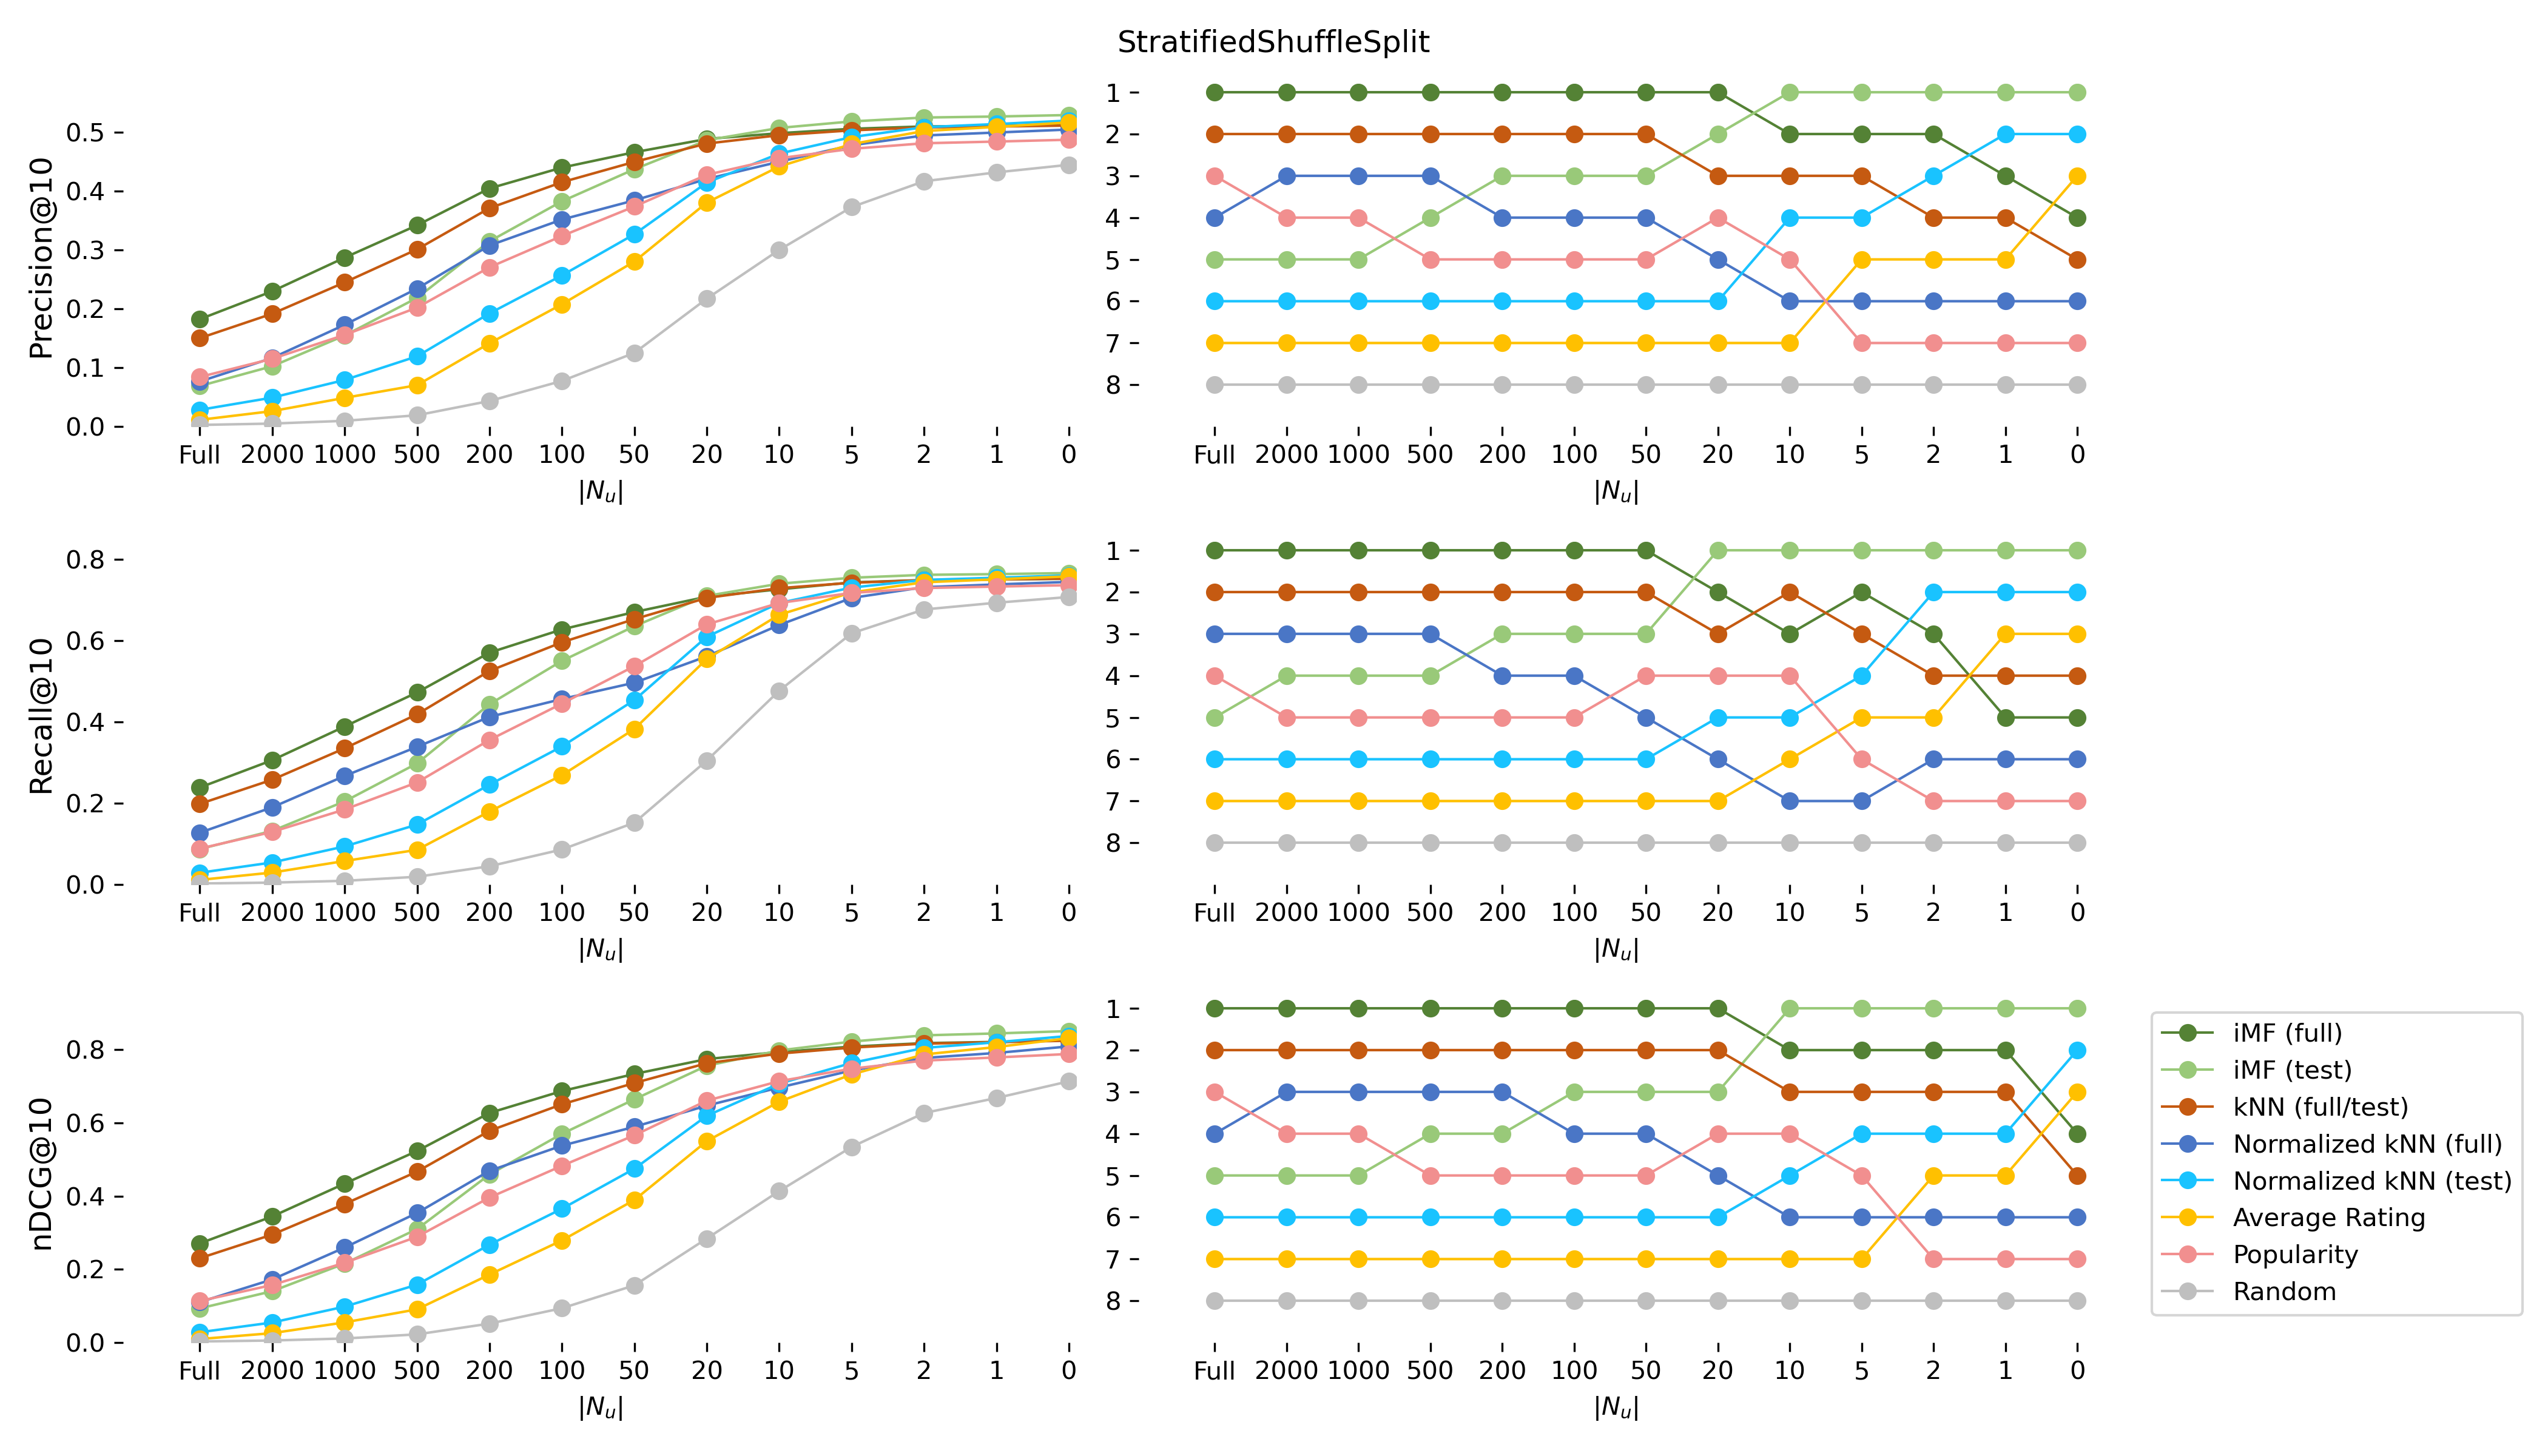 StratifiedShuffleSplit
Precision@10
0.5
0.4
0.3
0.2
0.1
0.0
Full 2000 1000 500 200 100 50 20 10 5 2 1 0
|Nu|
1
2
3
4
5
6
7
8
Full 2000 1000 500 200 100 50 20 10 5 2 1 0
|Nu|
Recall@10
0.8
0.6
0.4
0.2
0.0
Full 2000 1000 500 200 100 50 20 10 5 2 1 0
|Nu|
1
2
3
4
5
6
7
8
Full 2000 1000 500 200 100 50 20 10 5 2 1 0
|Nu|
nDCG@10
0.8
0.6
0.4
0.2
0.0
Full 2000 1000 500 200 100 50 20 10 5 2 1 0
|Nu|
1
2
3
4
5
6
7
8
Full 2000 1000 500 200 100 50 20 10 5 2 1 0
|Nu|
iMF (full)
iMF (test)
kNN (full/test)
Normalized kNN (full)
Normalized kNN (test)
Average Rating
Popularity
Random